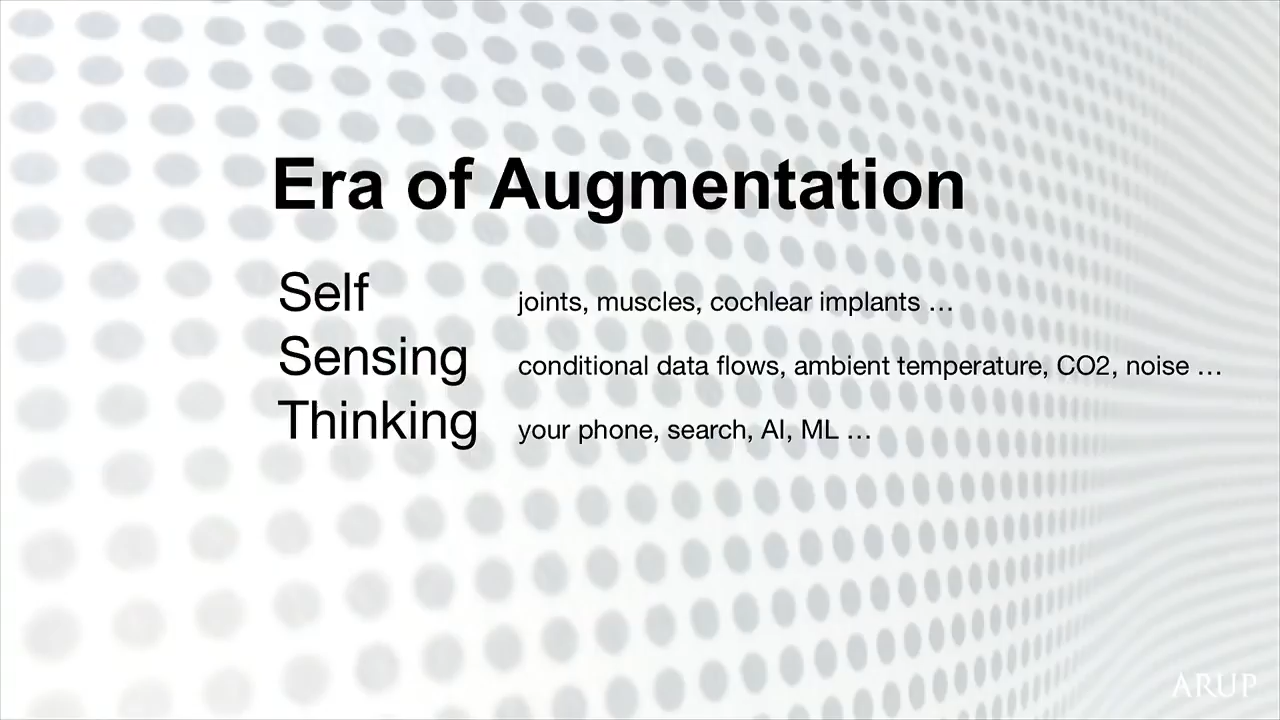 Era of Augmentation
Self joints, muscles, cochlear implants …
Sensing conditional data flows, ambient temperature, CO2, noise …
Thinking your phone, search, AI, ML …
ARUP